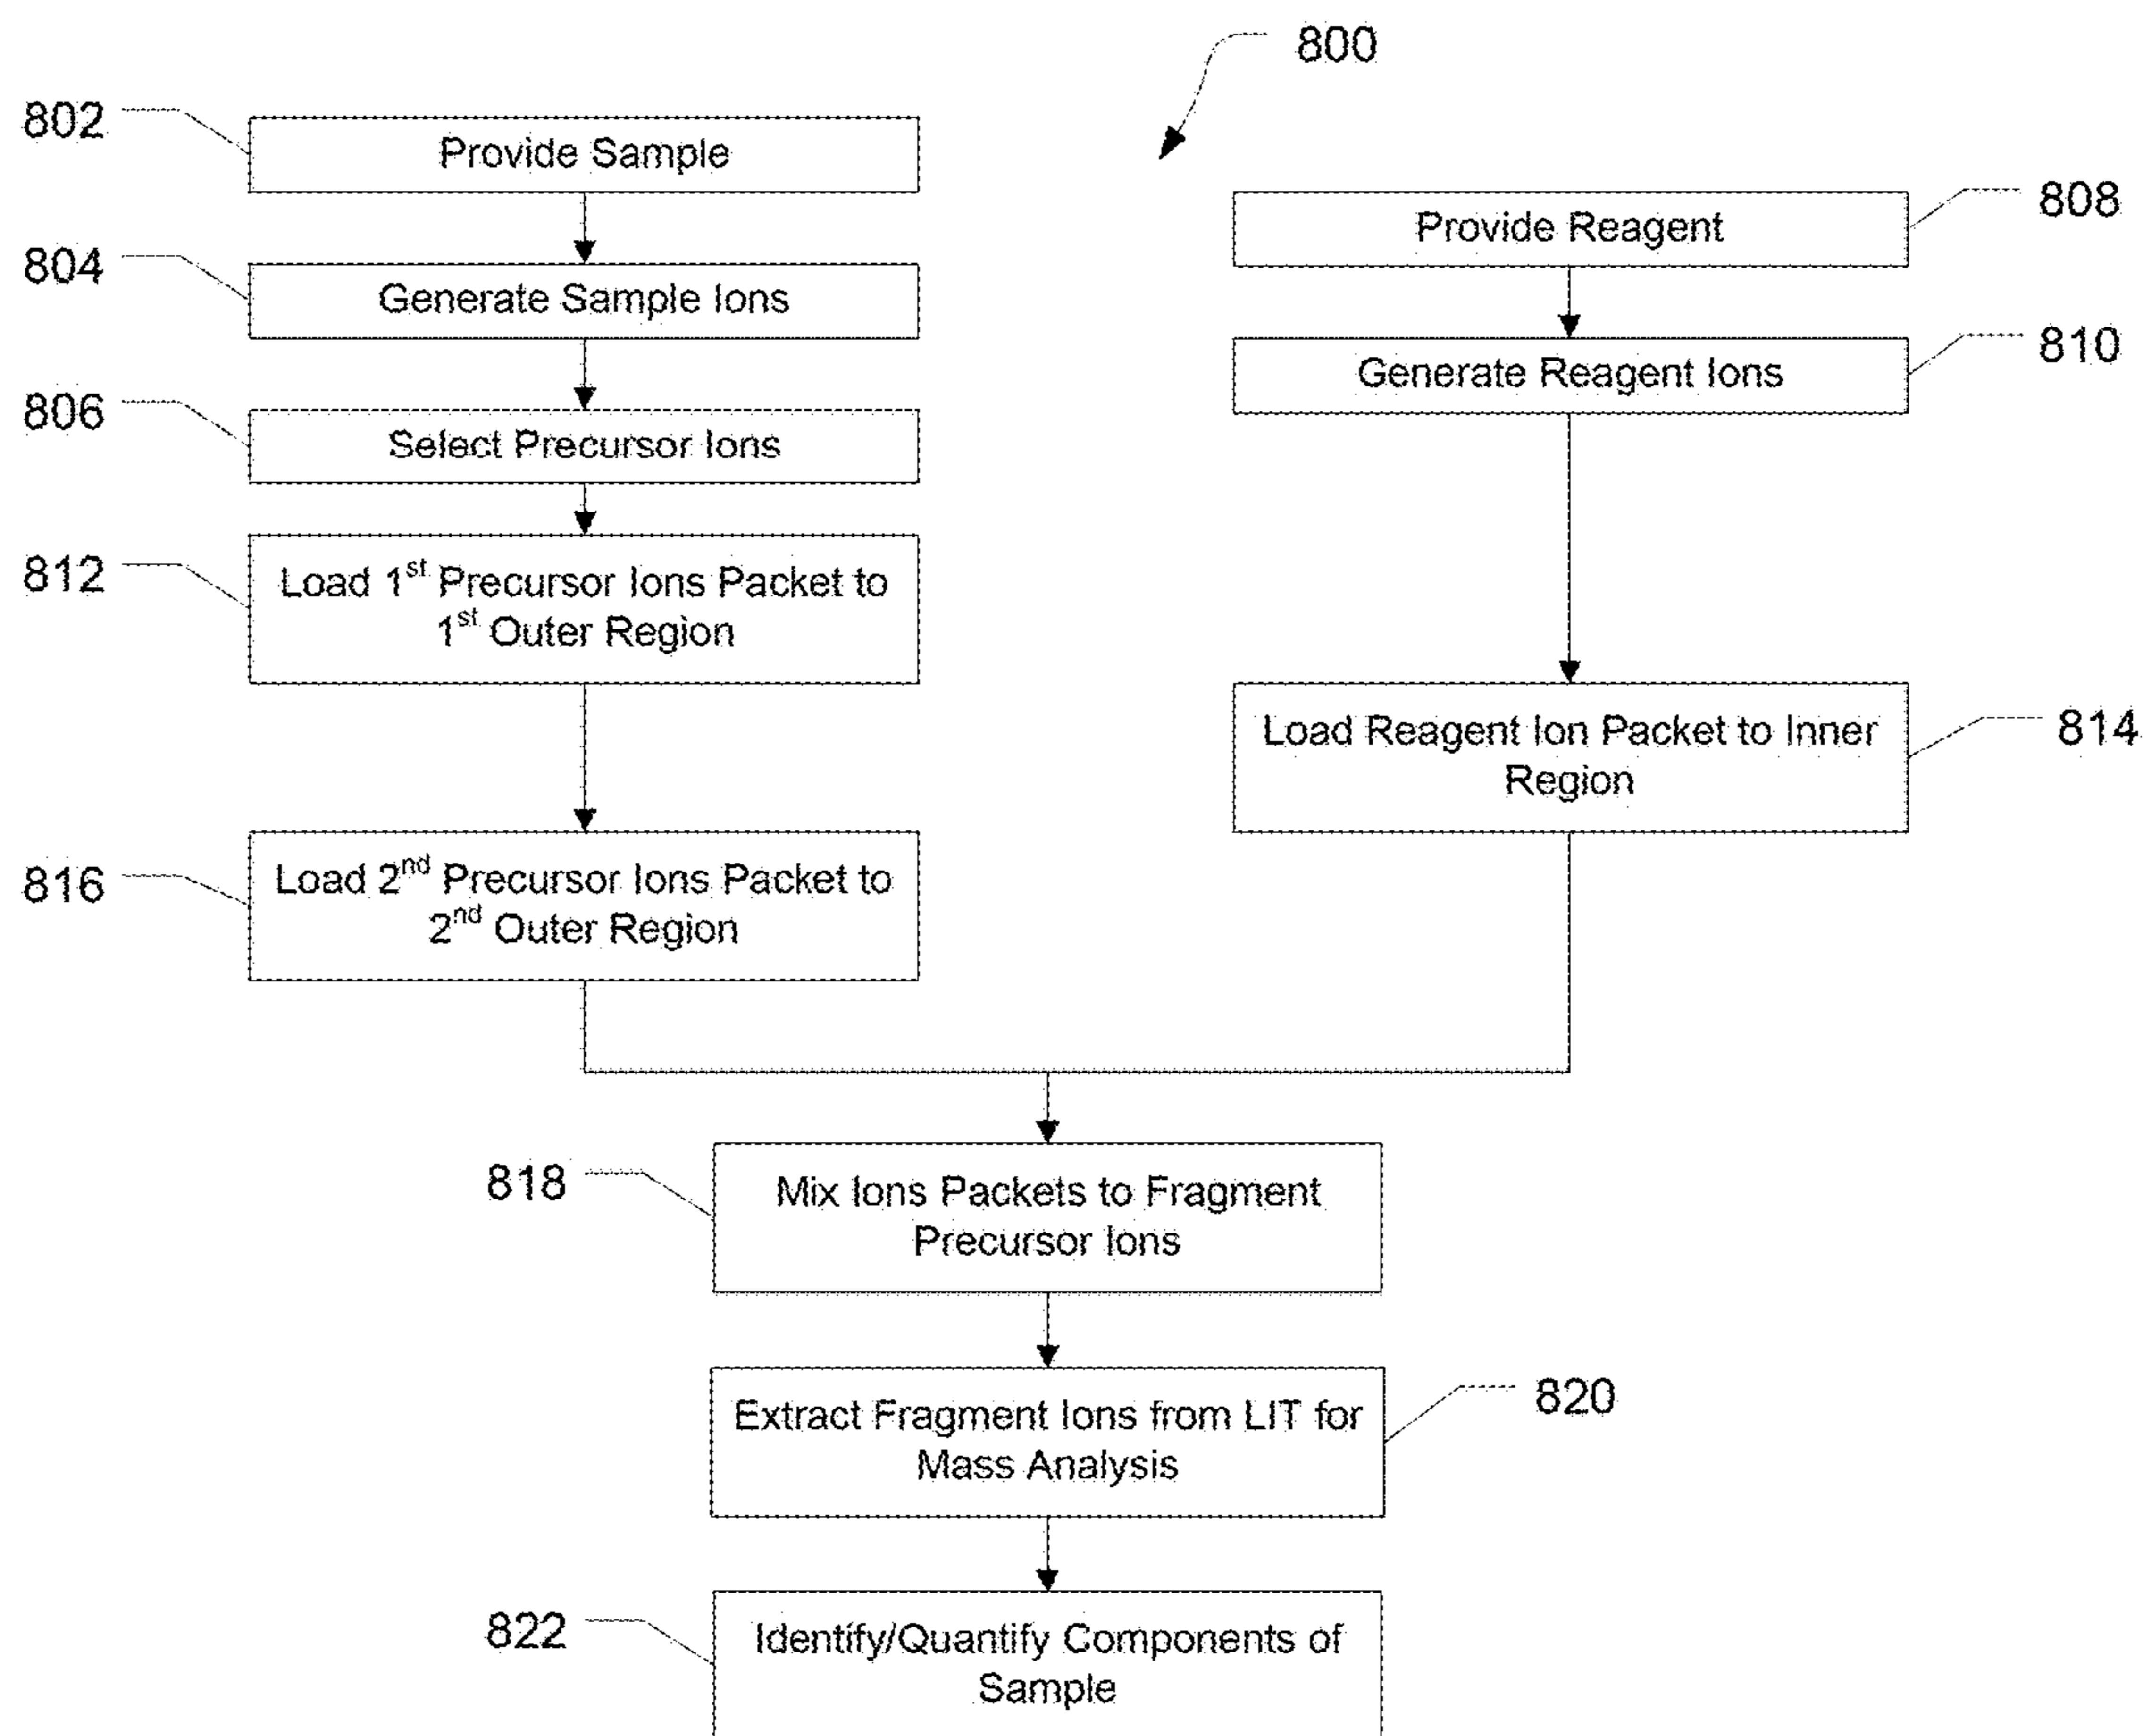 800
802
Provide Sample
808
Provide Reagent
804
Generate Sample Ions
810
Generate Reagent Ions
806
Select Precursor Ions
812
Load 1st Precursor Ions Packet to
1st Outer Region
814
Load Reagent Ion Packet to Inner
Region
816
Load 2nd Precursor Ions Packet to
2nd Outer Region
818
Mix Ions Packets to Fragment
Precursor Ions
820
Extract Fragment Ions from LIT for
Mass Analysis
822
Identify/Quantify Components of
Sample